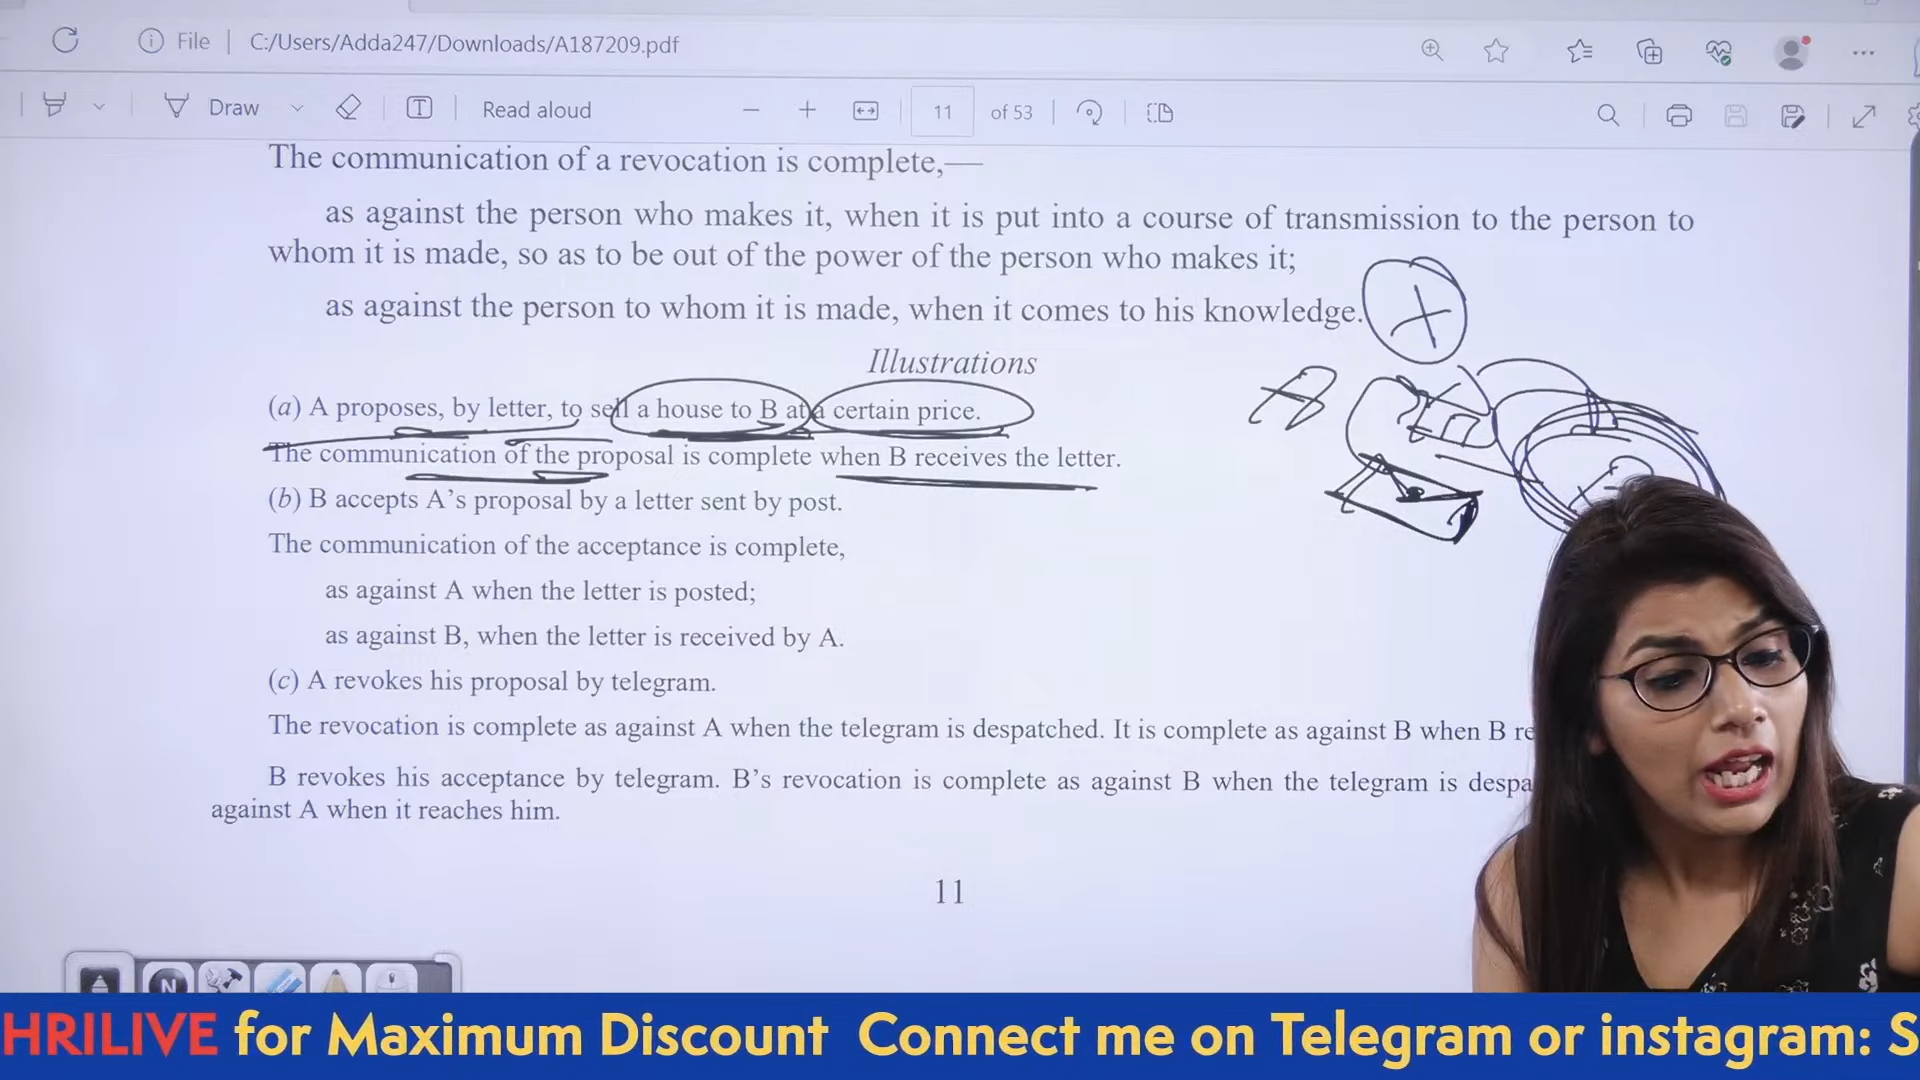 File | C:/Users/Adda247/Downloads/A187209.pdf
Draw Read aloud 11 of 53
The communication of a revocation is complete,—
as against the person who makes it, when it is put into a course of transmission to the person to
whom it is made, so as to be out of the power of the person who makes it;
as against the person to whom it is made, when it comes to his knowledge.
Illustrations
(a) A proposes, by letter, to sell a house to B at a certain price.
A
The communication of the proposal is complete when B receives the letter.
(b) B accepts A’s proposal by a letter sent by post.
The communication of the acceptance is complete,
as against A when the letter is posted;
as against B, when the letter is received by A.
(c) A revokes his proposal by telegram.
The revocation is complete as against A when the telegram is despatched. It is complete as against B when B re
B revokes his acceptance by telegram. B’s revocation is complete as against B when the telegram is despa
against A when it reaches him.
11
N
HRILIVE for Maximum Discount Connect me on Telegram or instagram: S